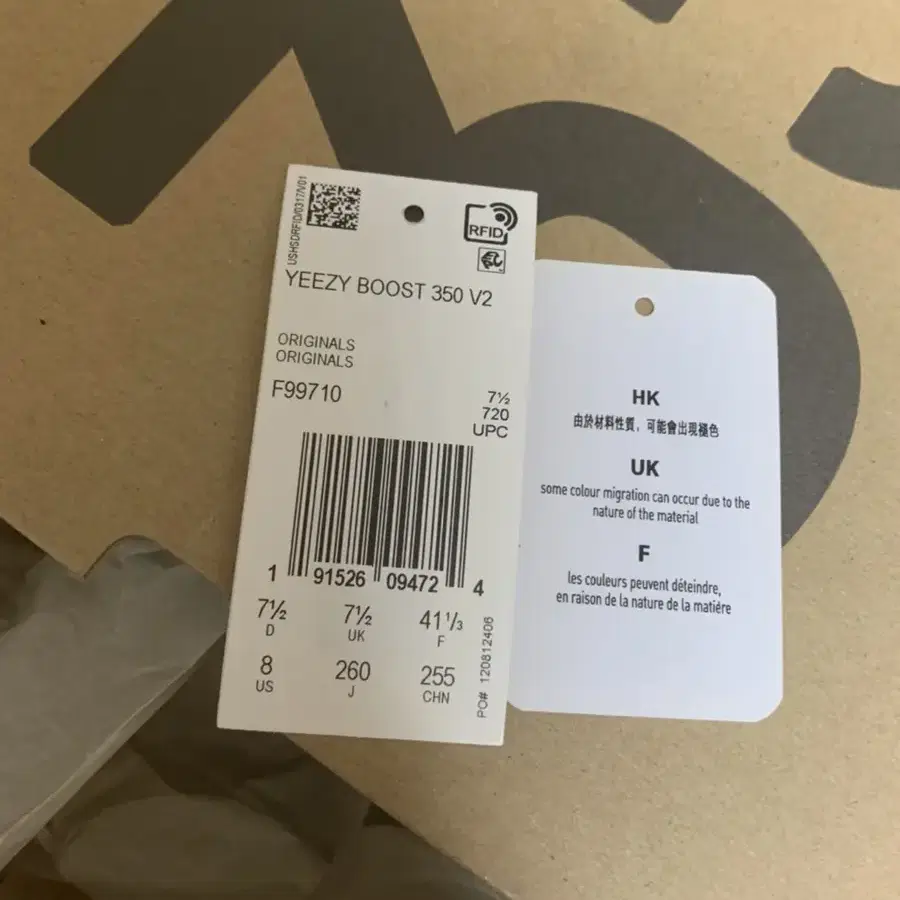 USHSDRFID/0317/V01
RFID
YEEZY BOOST 350 V2
ORIGINALS
ORIGINALS
F99710
7½
720
UPC
1 91526 09472 4
7½ 7½ 41⅓
D UK F
8 260 255
US J CHN
PO# 120812406
HK
由於材料性質，可能會出現褪色
UK
some colour migration can occur due to the
nature of the material
F
les couleurs peuvent déteindre,
en raison de la nature de la matiére